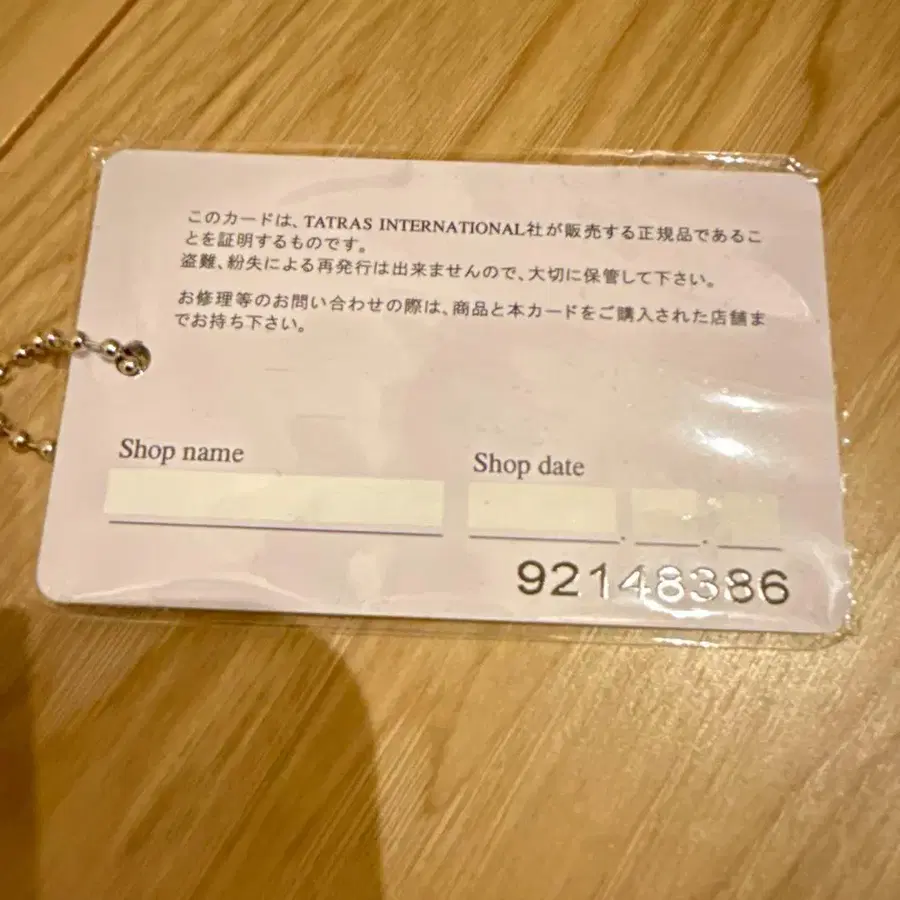 このカードは、TATRAS INTERNATIONAL社が販売する正規品であるこ
とを証明するものです。
盗難、紛失による再発行は出来ませんので、大切に保管して下さい。
お修理等のお問い合わせの際は、商品と本カードをご購入された店舗ま
でお持ち下さい。
Shop name
Shop date
92148386